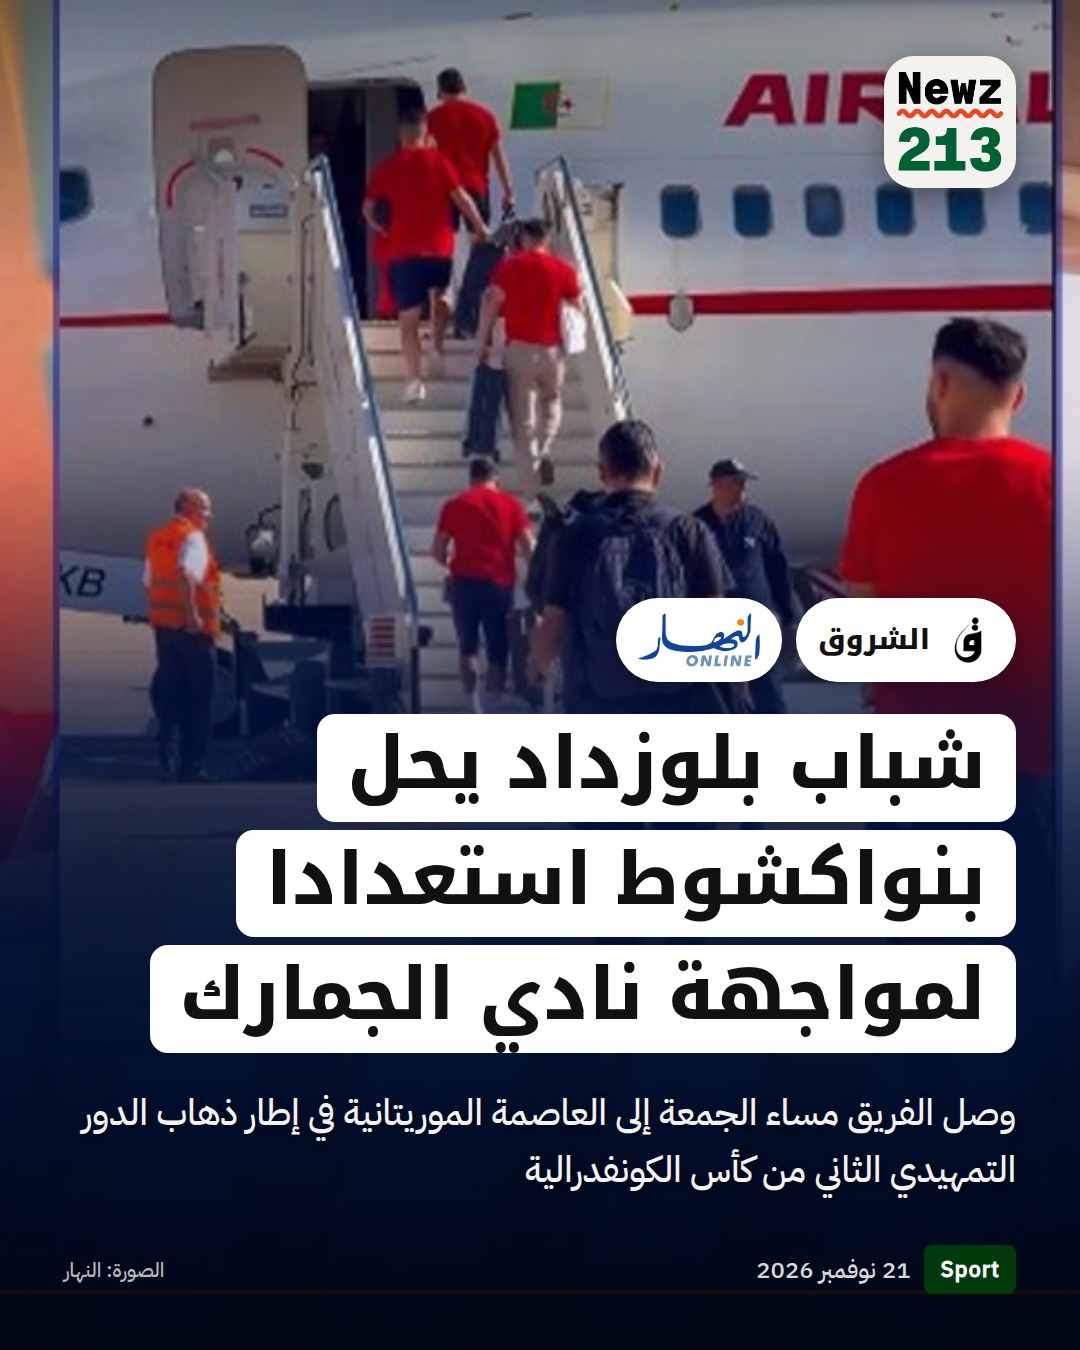 AIR
Newz
213
KB
الشروق
النهار
ONLINE
شباب بلوزداد يحل
بنواكشوط استعدادا
لمواجهة نادي الجمارك
وصل الفريق مساء الجمعة إلى العاصمة الموريتانية في إطار ذهاب الدور
التمهيدي الثاني من كأس الكونفدرالية
Sport
21 نوفمبر 2026
الصورة: النهار